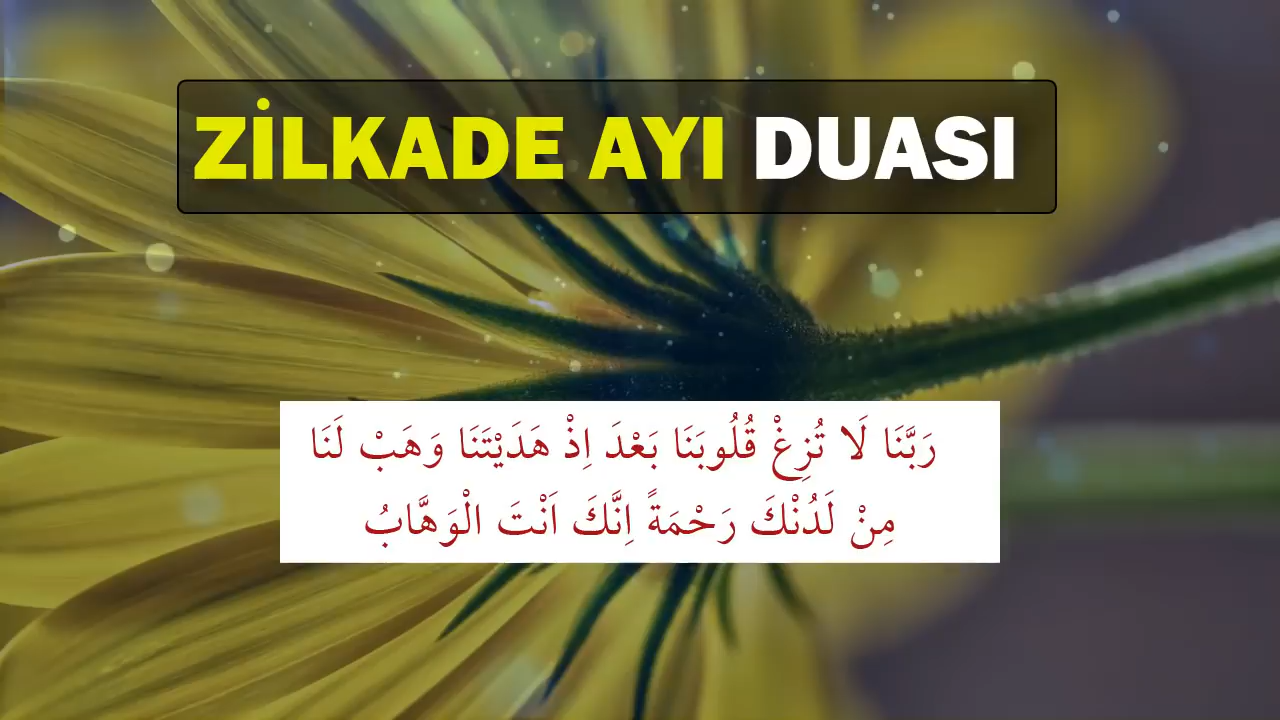 ZİLKADE AYI DUASI
رَبَّنَا لَا تُزِغْ قُلُوبَنَا بَعْدَ اِذْ هَدَيْتَنَا وَهَبْ لَنَا
مِنْ لَدُنْكَ رَحْمَةً اِنَّكَ اَنْتَ الْوَهَّابُ